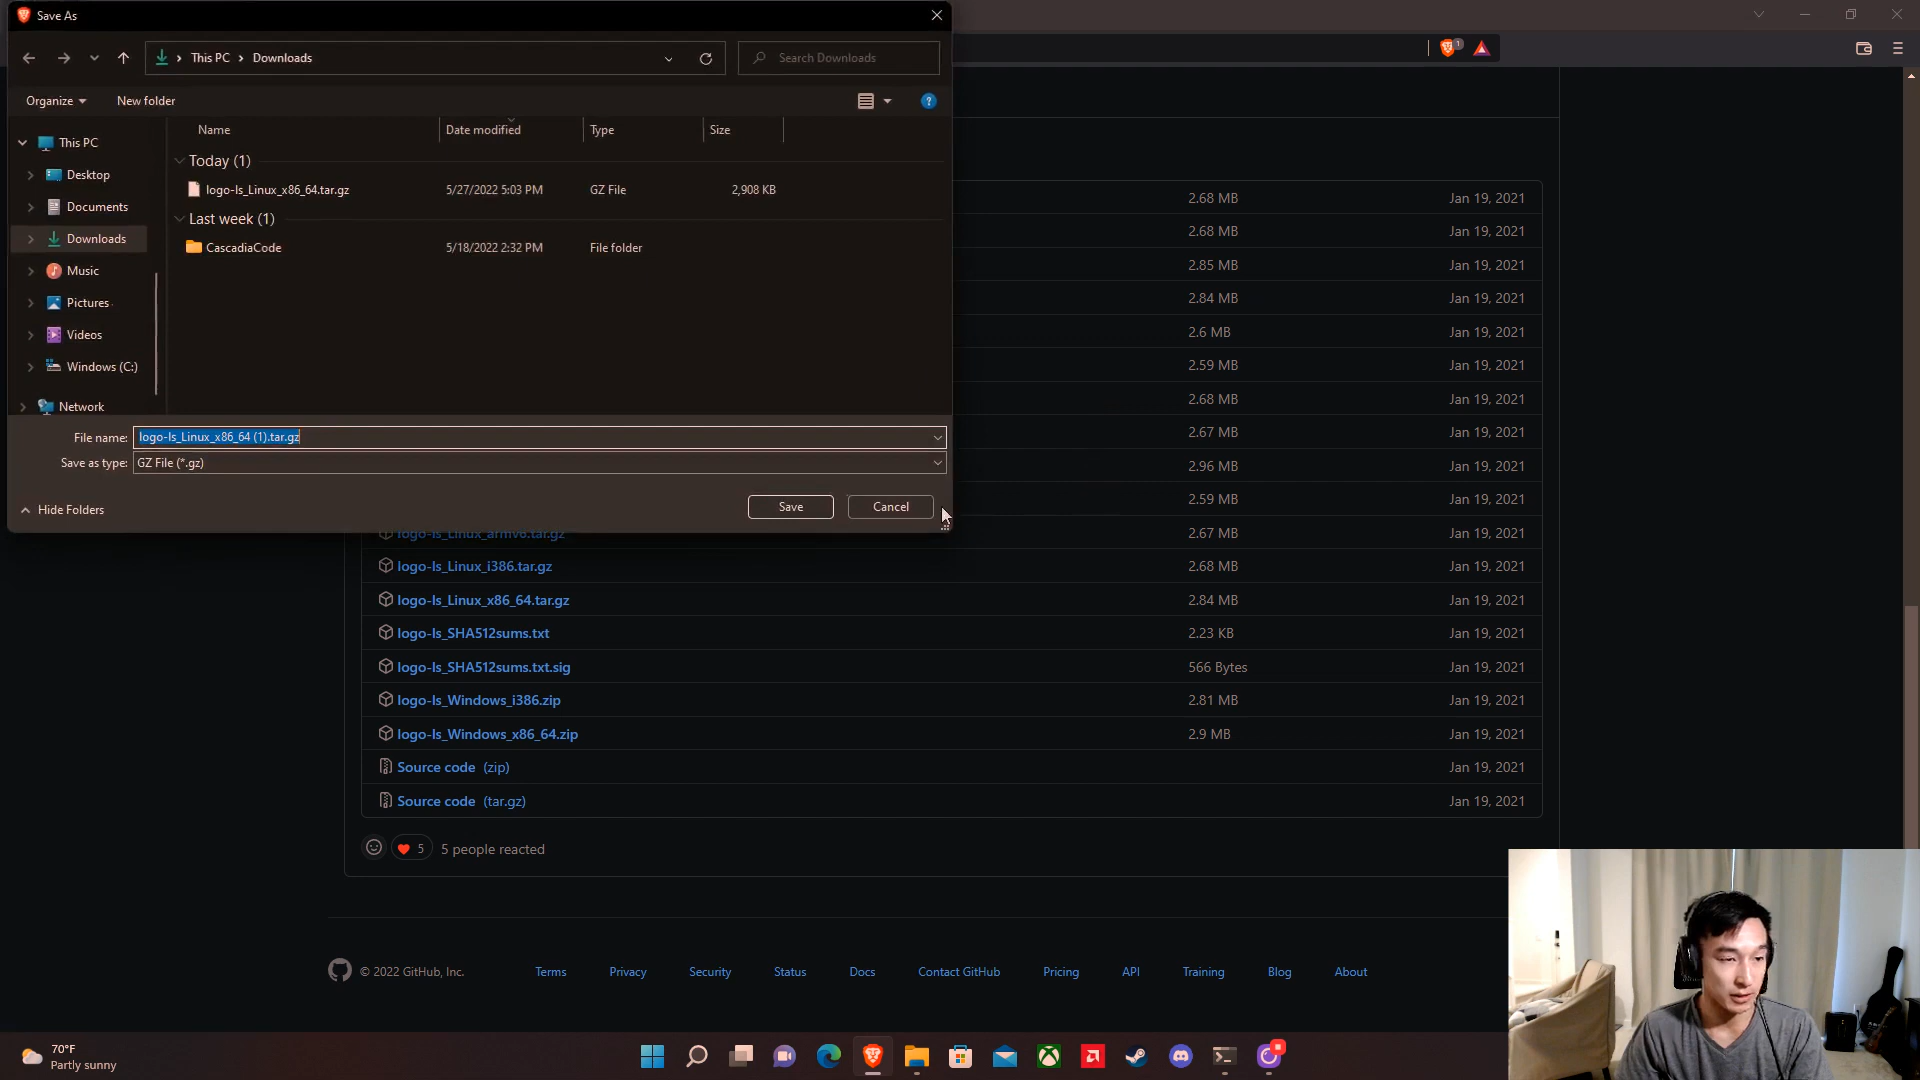 Save As
This PC > Downloads
Search Downloads
Organize
New folder
Name
Date modified
Type
Size
This PC
Desktop
Documents
Downloads
Music
Pictures
Videos
Windows (C:)
Network
Today (1)
logo-ls_Linux_x86_64.tar.gz 5/27/2022 5:03 PM GZ File 2,908 KB
Last week (1)
CascadiaCode 5/18/2022 2:32 PM File folder
File name: logo-ls_Linux_x86_64 (1).tar.gz
Save as type: GZ File (*.gz)
Hide Folders
Save
Cancel
1
2.68 MB Jan 19, 2021
2.68 MB Jan 19, 2021
2.85 MB Jan 19, 2021
2.84 MB Jan 19, 2021
2.6 MB Jan 19, 2021
2.59 MB Jan 19, 2021
2.68 MB Jan 19, 2021
2.67 MB Jan 19, 2021
2.96 MB Jan 19, 2021
2.59 MB Jan 19, 2021
logo-ls_Linux_armv6.tar.gz 2.67 MB Jan 19, 2021
logo-ls_Linux_i386.tar.gz 2.68 MB Jan 19, 2021
logo-ls_Linux_x86_64.tar.gz 2.84 MB Jan 19, 2021
logo-ls_SHA512sums.txt 2.23 KB Jan 19, 2021
logo-ls_SHA512sums.txt.sig 566 Bytes Jan 19, 2021
logo-ls_Windows_i386.zip 2.81 MB Jan 19, 2021
logo-ls_Windows_x86_64.zip 2.9 MB Jan 19, 2021
Source code (zip) Jan 19, 2021
Source code (tar.gz) Jan 19, 2021
5 5 people reacted
© 2022 GitHub, Inc. Terms Privacy Security Status Docs Contact GitHub Pricing API Training Blog About
70°F
Partly sunny